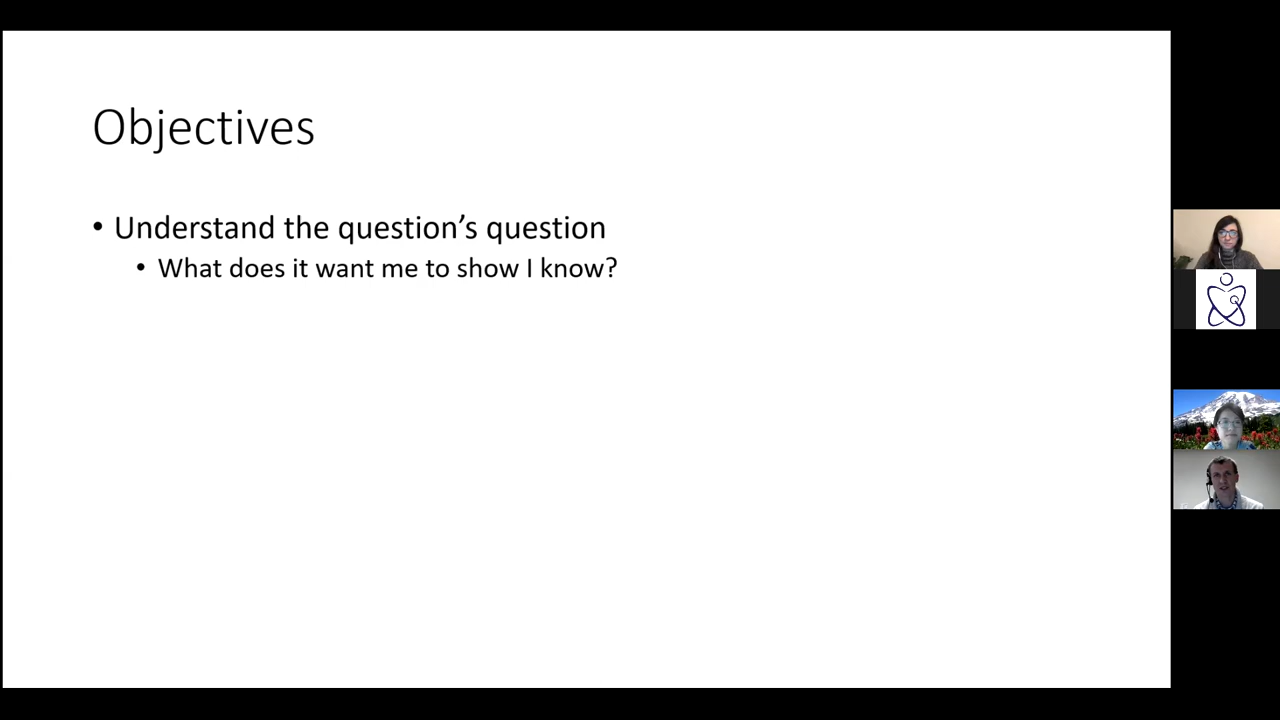 Objectives
• Understand the question’s question
• What does it want me to show I know?